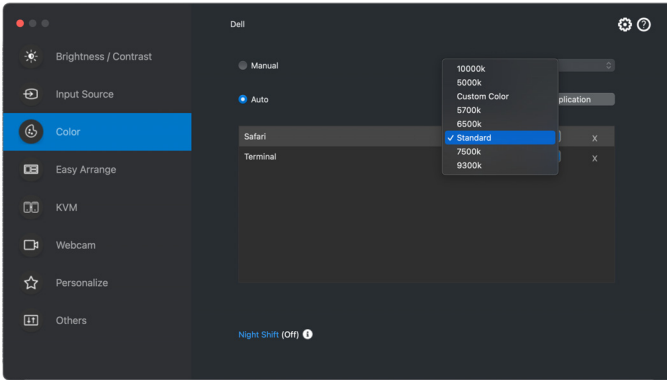 Dell
Brightness / Contrast
Input Source
Color
Easy Arrange
KVM
Webcam
Personalize
Others
Manual
Auto
plication
Safari
X
Terminal
X
10000k
5000k
Custom Color
5700k
6500k
✓ Standard
7500k
9300k
Night Shift (Off)